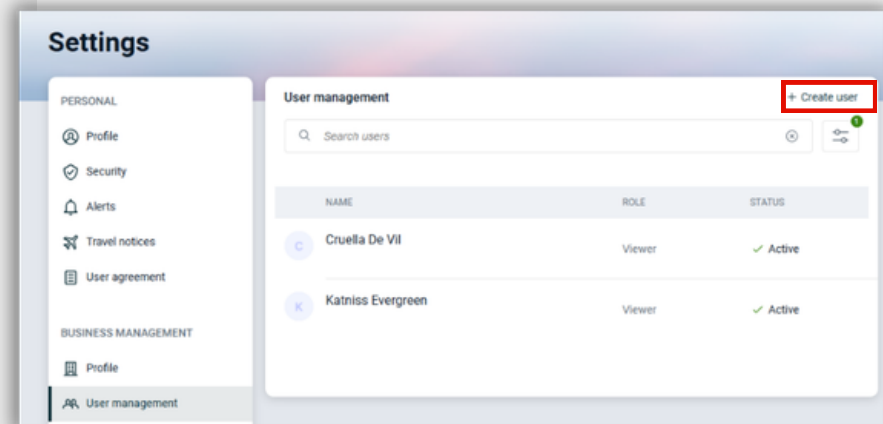 Settings
PERSONAL
Profile
Security
Alerts
Travel notices
User agreement
BUSINESS MANAGEMENT
Profile
User management
User management
+ Create user
Search users
1
NAME ROLE STATUS
C Cruella De Vil Viewer Active
K Katniss Evergreen Viewer Active